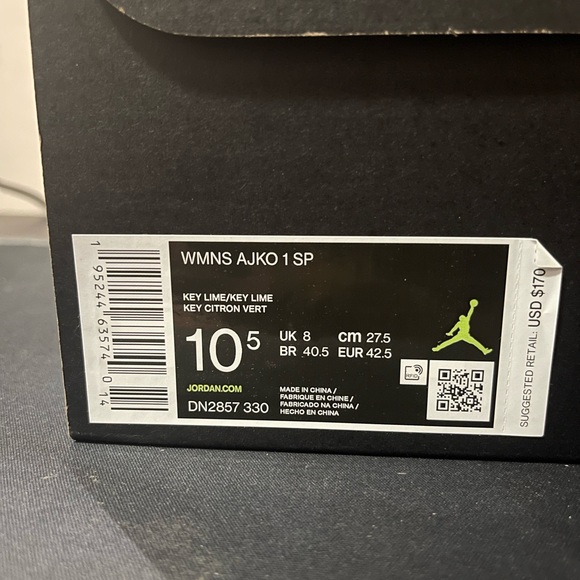 WMNS AJKO 1 SP
KEY LIME/KEY LIME
KEY CITRON VERT
10 5
UK 8 cm 27.5
BR 40.5 EUR 42.5
JORDAN.COM
DN2857 330
MADE IN CHINA /
FABRIQUE EN CHINE /
FABRICADO NA CHINA /
HECHO EN CHINA
1 95244 63574 0 14
SUGGESTED RETAIL: USD $170